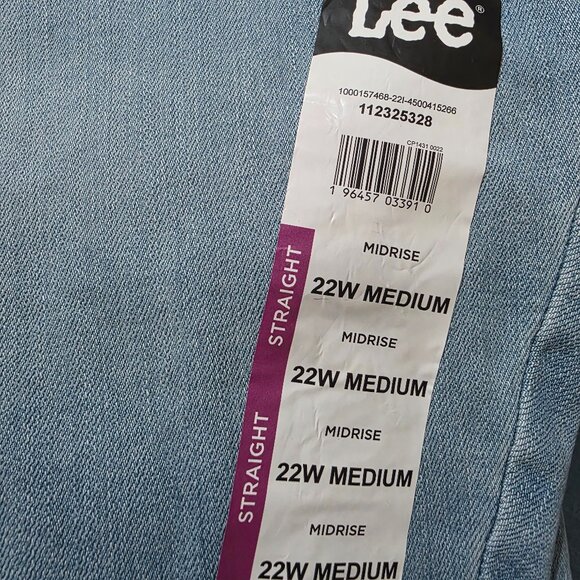 Lee®
1000157468-22I-4500415266
112325328
CP1431 0022
1 96457 03391 0
MIDRISE
22W MEDIUM
STRAIGHT
MIDRISE
22W MEDIUM
MIDRISE
22W MEDIUM
STRAIGHT
MIDRISE
22W MEDIUM